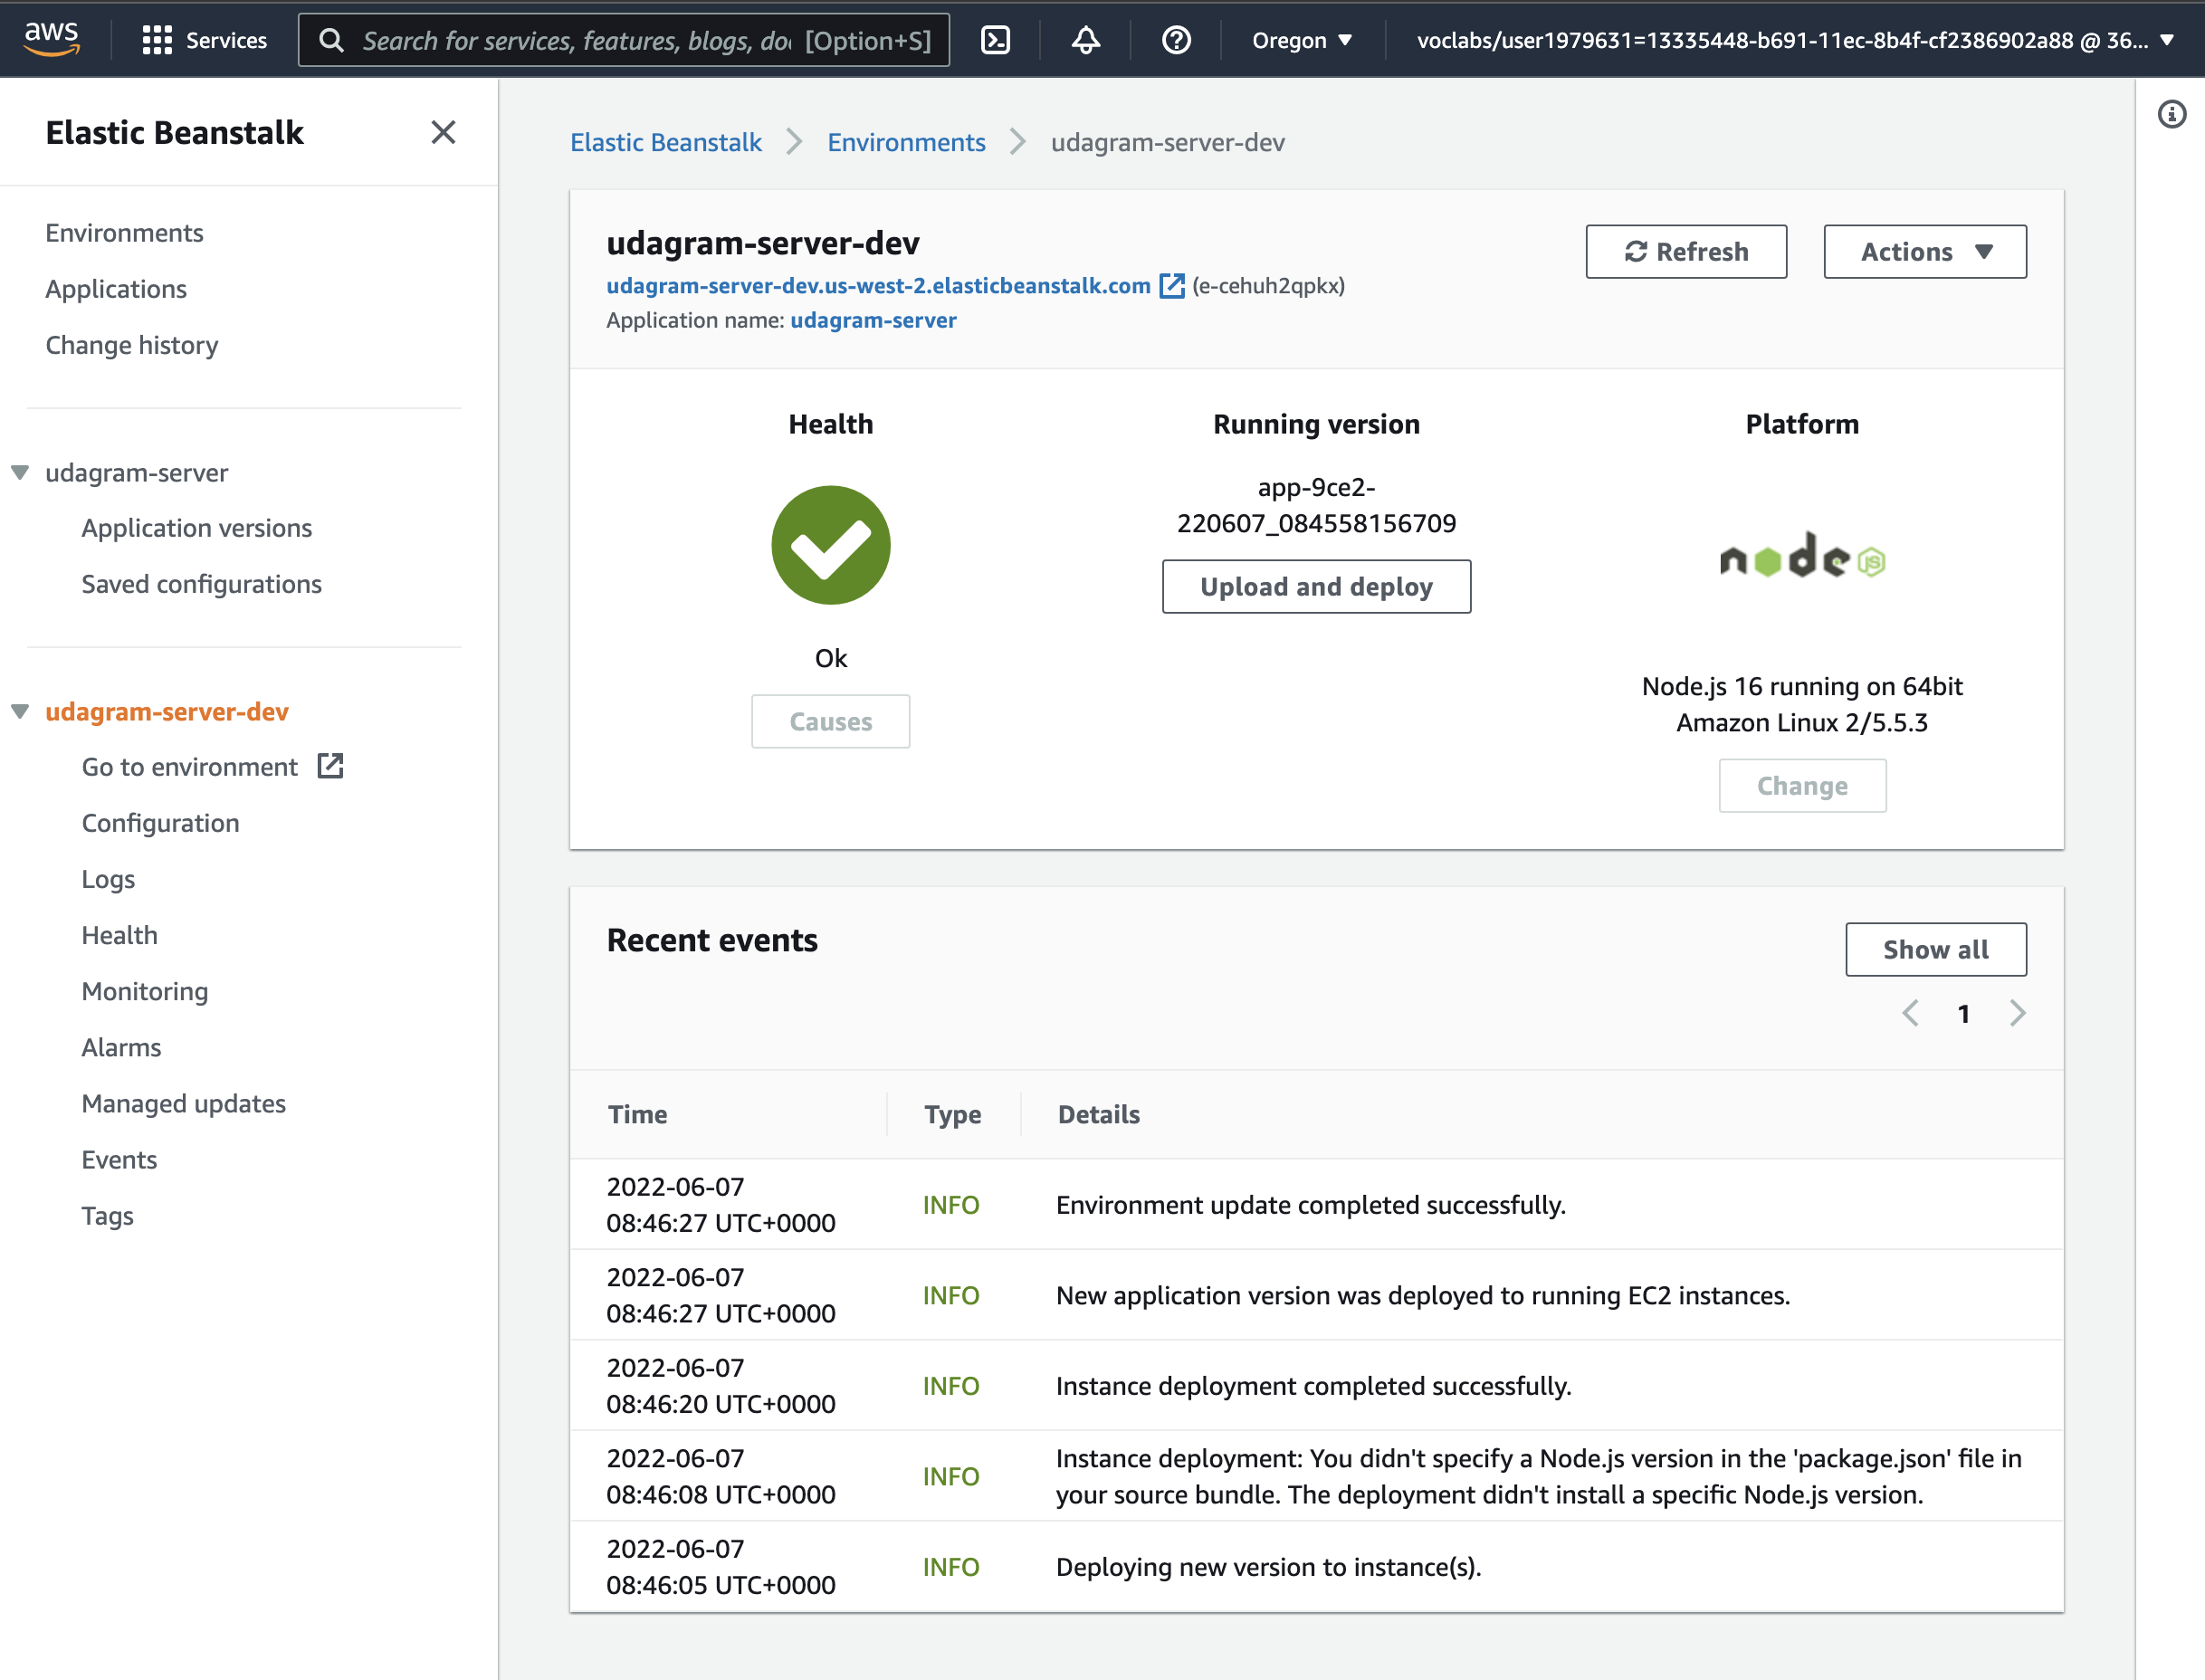 aws
Services
Search for services, features, blogs, doc [Option+S]
Oregon
voclabs/user1979631=13335448-b691-11ec-8b4f-cf2386902a88 @ 36...
Elastic Beanstalk
Environments
Applications
Change history
udagram-server
Application versions
Saved configurations
udagram-server-dev
Go to environment
Configuration
Logs
Health
Monitoring
Alarms
Managed updates
Events
Tags
Elastic Beanstalk
Environments
udagram-server-dev
udagram-server-dev
udagram-server-dev.us-west-2.elasticbeanstalk.com (e-cehuh2qpkx)
Application name: udagram-server
Refresh
Actions
Health
Ok
Causes
Running version
app-9ce2-
220607_084558156709
Upload and deploy
Platform
node JS
Node.js 16 running on 64bit
Amazon Linux 2/5.5.3
Change
Recent events
Show all
1
Time Type Details
2022-06-07
08:46:27 UTC+0000
INFO
Environment update completed successfully.
2022-06-07
08:46:27 UTC+0000
INFO
New application version was deployed to running EC2 instances.
2022-06-07
08:46:20 UTC+0000
INFO
Instance deployment completed successfully.
2022-06-07
08:46:08 UTC+0000
INFO
Instance deployment: You didn't specify a Node.js version in the 'package.json' file in
your source bundle. The deployment didn't install a specific Node.js version.
2022-06-07
08:46:05 UTC+0000
INFO
Deploying new version to instance(s).